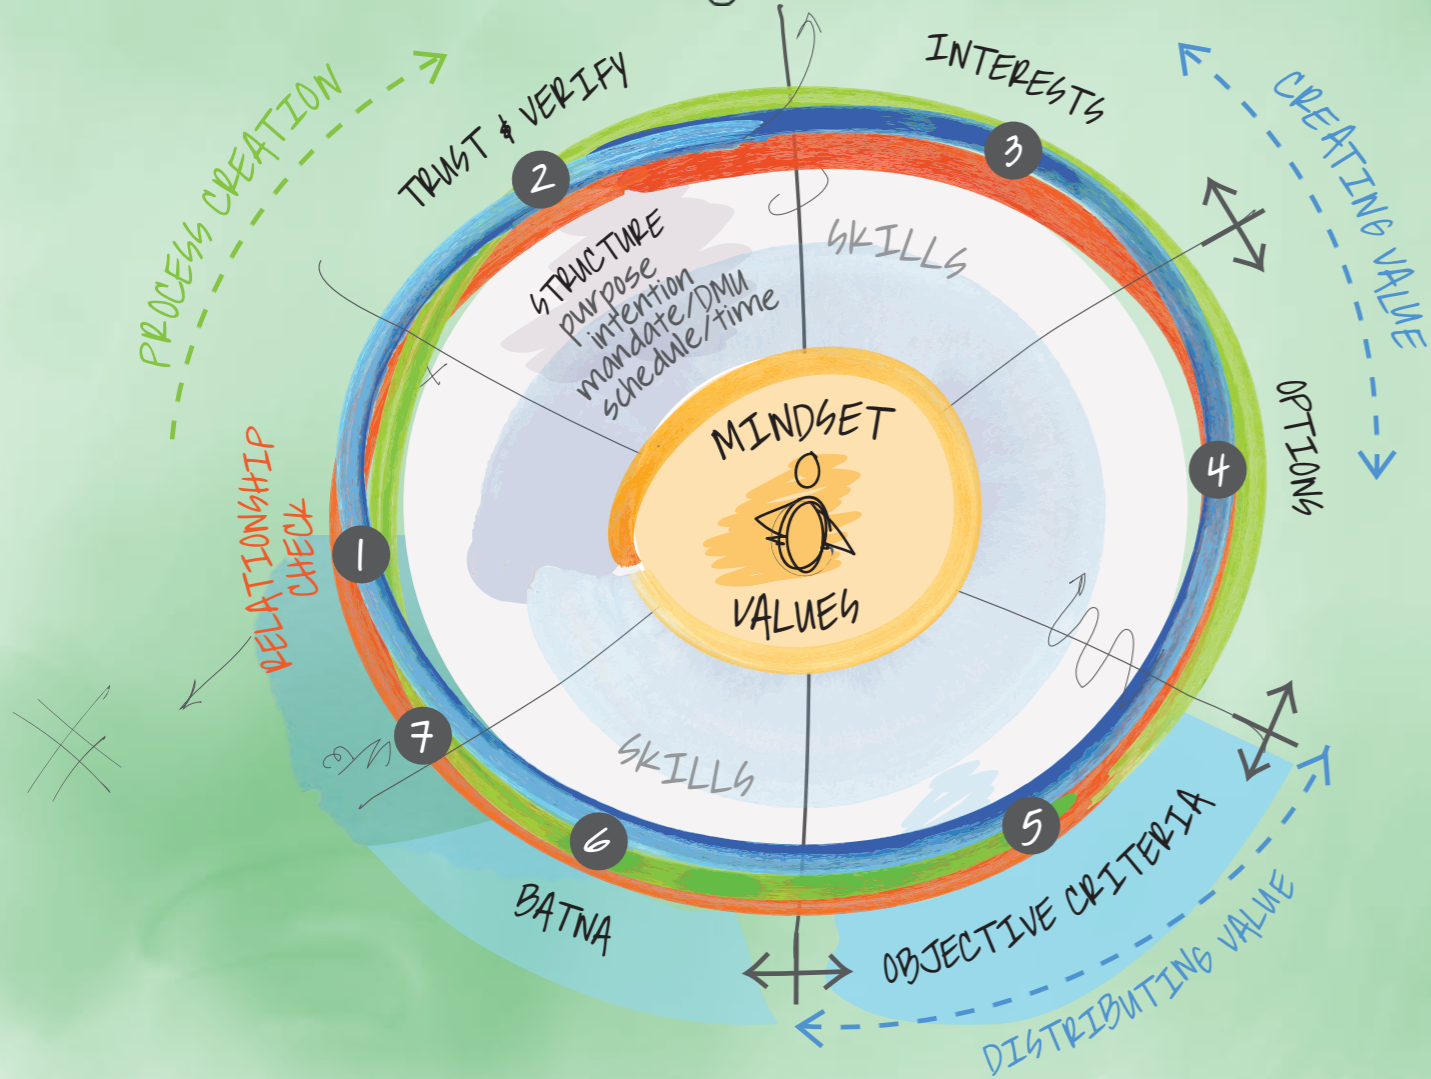 PROCESS CREATION
TRUST & VERIFY
INTERESTS
CREATING VALUE
2
3
STRUCTURE
purpose
intention
mandate/DMU
schedule/time
SKILLS
MINDSET
VALUES
OPTIONS
4
RELATIONSHIP
CHECK
1
7
SKILLS
6
5
BATNA
OBJECTIVE CRITERIA
DISTRIBUTING VALUE